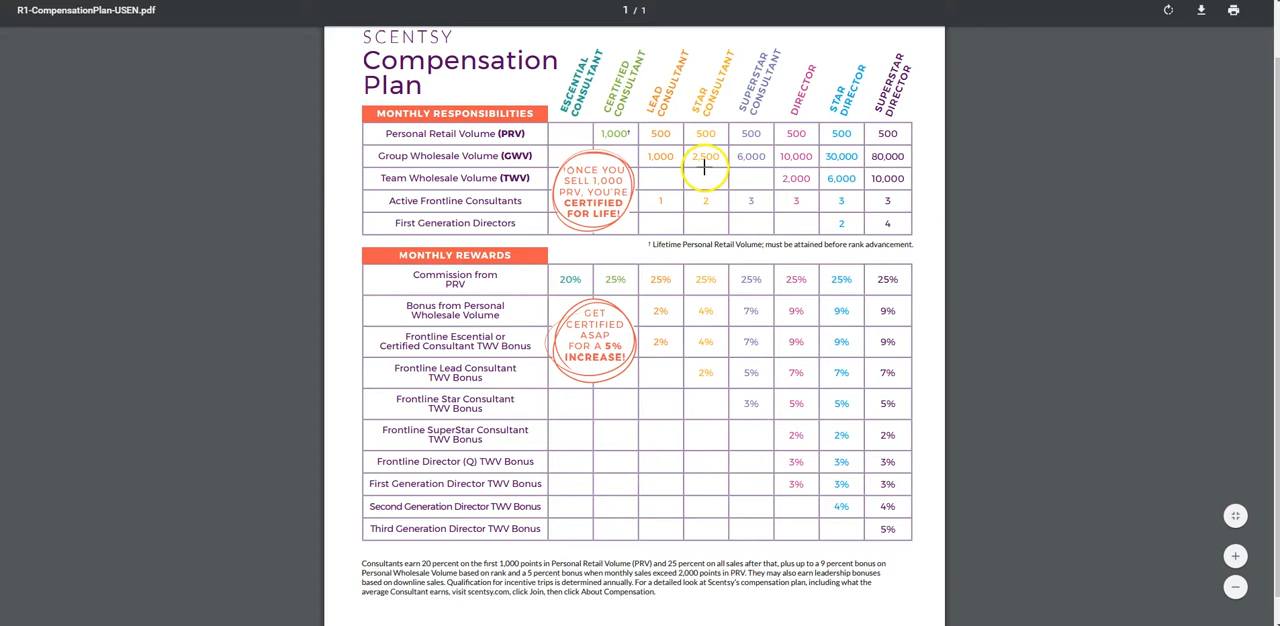 R1-CompensationPlan-USEN.pdf
1 / 1
SCENTSY
Compensation
Plan
ESCENTIAL CONSULTANT
CERTIFIED CONSULTANT
LEAD CONSULTANT
STAR CONSULTANT
SUPERSTAR CONSULTANT
DIRECTOR
STAR DIRECTOR
SUPERSTAR DIRECTOR
MONTHLY RESPONSIBILITIES
Personal Retail Volume (PRV) 1,000† 500 500 500 500 500 500
Group Wholesale Volume (GWV) 1,000 2,500 6,000 10,000 30,000 80,000
Team Wholesale Volume (TWV) 2,000 6,000 10,000
Active Frontline Consultants 1 2 3 3 3 3
First Generation Directors 2 4
†ONCE YOU
SELL 1,000
PRV, YOU'RE
CERTIFIED
FOR LIFE!
† Lifetime Personal Retail Volume; must be attained before rank advancement.
MONTHLY REWARDS
Commission from
PRV
20% 25% 25% 25% 25% 25% 25% 25%
Bonus from Personal
Wholesale Volume
2% 4% 7% 9% 9% 9%
Frontline Escential or
Certified Consultant TWV Bonus
2% 4% 7% 9% 9% 9%
GET
CERTIFIED
ASAP
FOR A 5%
INCREASE!
Frontline Lead Consultant
TWV Bonus
2% 5% 7% 7% 7%
Frontline Star Consultant
TWV Bonus
3% 5% 5% 5%
Frontline SuperStar Consultant
TWV Bonus
2% 2% 2%
Frontline Director (Q) TWV Bonus 3% 3% 3%
First Generation Director TWV Bonus 3% 3% 3%
Second Generation Director TWV Bonus 4% 4%
Third Generation Director TWV Bonus 5%
Consultants earn 20 percent on the first 1,000 points in Personal Retail Volume (PRV) and 25 percent on all sales after that, plus up to a 9 percent bonus on
Personal Wholesale Volume based on rank and a 5 percent bonus when monthly sales exceed 2,000 points in PRV. They may also earn leadership bonuses
based on downline sales. Qualification for incentive trips is determined annually. For a detailed look at Scentsy's compensation plan, including what the
average Consultant earns, visit scentsy.com, click Join, then click About Compensation.